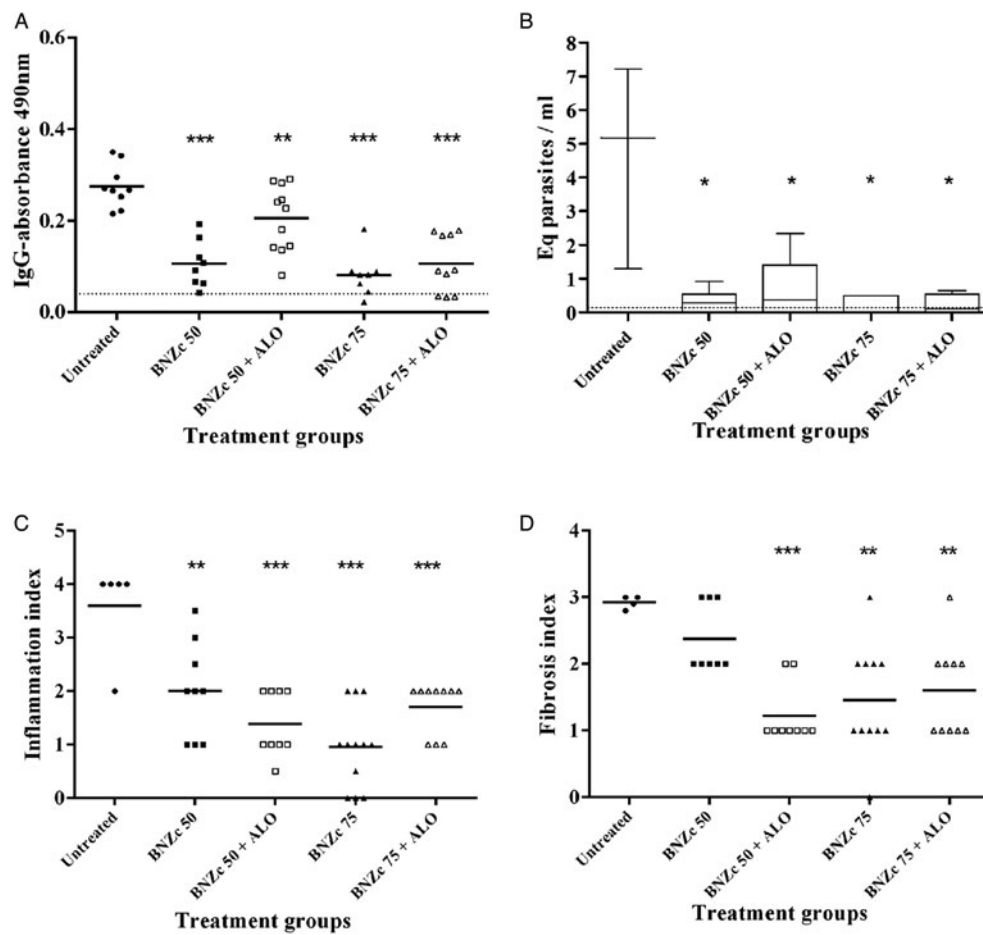 A
IgG-absorbance 490nm
0.6
0.4
0.2
0.0
*** ** *** ***
Untreated
BNZc 50
BNZc 50 + ALO
BNZc 75
BNZc 75 + ALO
Treatment groups
B
Eq parasites / ml
8
7
6
5
4
3
2
1
0
* * * *
Untreated
BNZc 50
BNZc 50 + ALO
BNZc 75
BNZc 75 + ALO
Treatment groups
C
Inflammation index
5
4
3
2
1
0
** *** *** ***
Untreated
BNZc 50
BNZc 50 + ALO
BNZc 75
BNZc 75 + ALO
Treatment groups
D
Fibrosis index
4
3
2
1
0
*** ** **
Untreated
BNZc 50
BNZc 50 + ALO
BNZc 75
BNZc 75 + ALO
Treatment groups